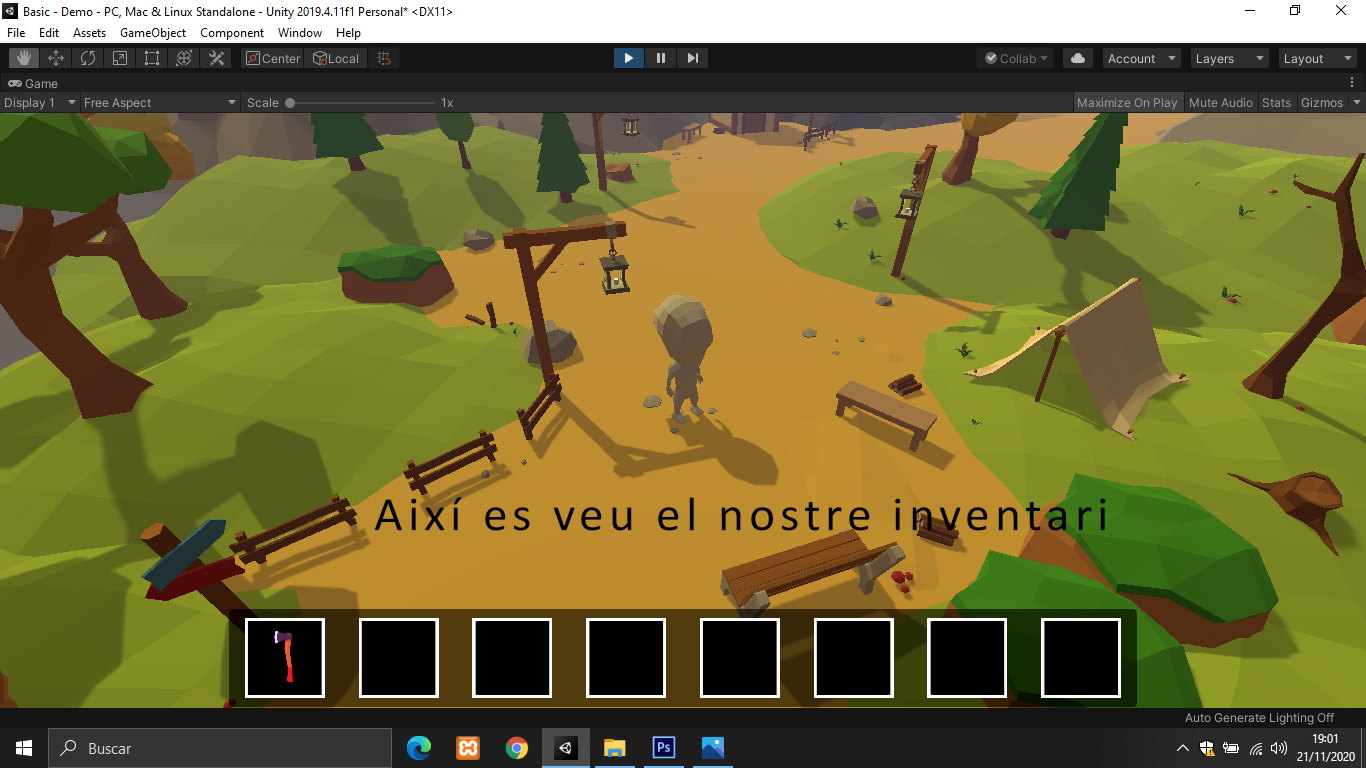 Basic - Demo - PC, Mac & Linux Standalone - Unity 2019.4.11f1 Personal* <DX11>
File Edit Assets GameObject Component Window Help
Center Local Collab Account Layers Layout
Game
Display 1 Free Aspect Scale 1x Maximize On Play Mute Audio Stats Gizmos
Així es veu el nostre inventari
Auto Generate Lighting Off
Buscar
Ps
19:01
21/11/2020